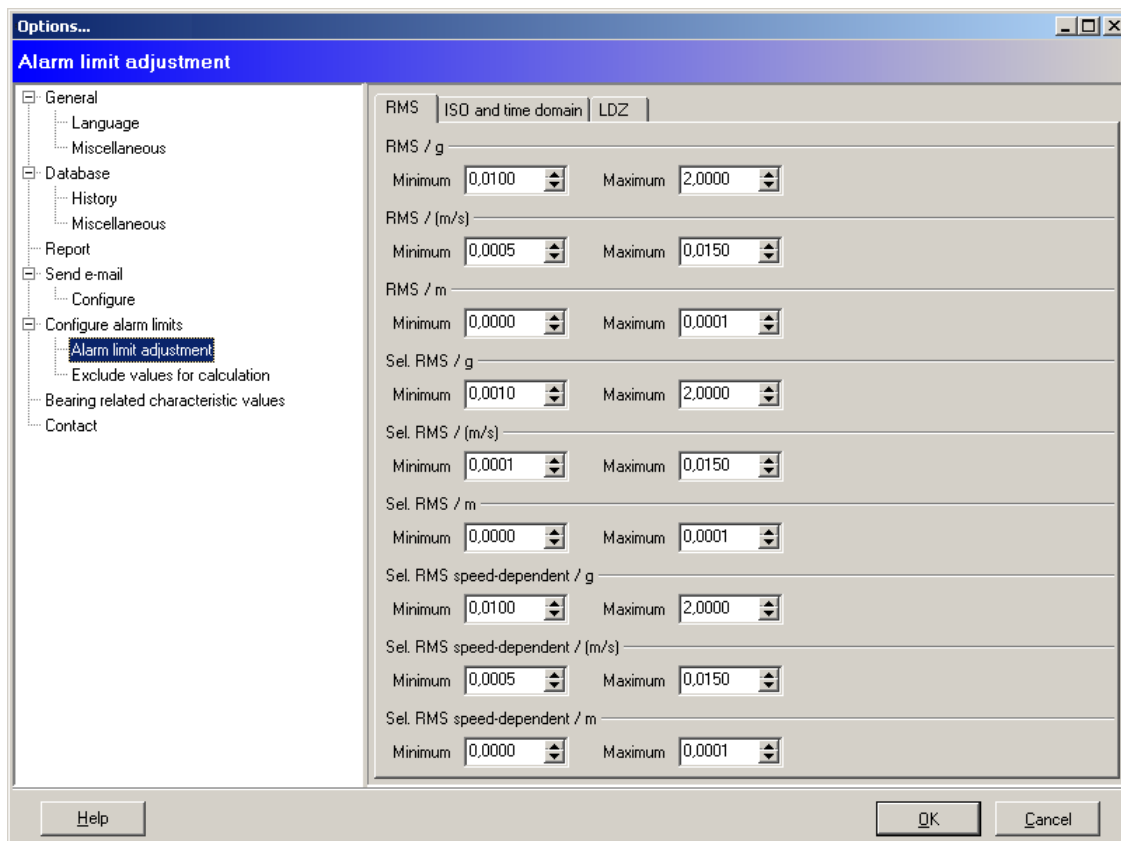 Options...
Alarm limit adjustment
General
Language
Miscellaneous
Database
History
Miscellaneous
Report
Send e-mail
Configure
Configure alarm limits
Alarm limit adjustment
Exclude values for calculation
Bearing related characteristic values
Contact
RMS ISO and time domain LDZ
RMS / g
Minimum 0,0100 Maximum 2,0000
RMS / (m/s)
Minimum 0,0005 Maximum 0,0150
RMS / m
Minimum 0,0000 Maximum 0,0001
Sel. RMS / g
Minimum 0,0010 Maximum 2,0000
Sel. RMS / (m/s)
Minimum 0,0001 Maximum 0,0150
Sel. RMS / m
Minimum 0,0000 Maximum 0,0001
Sel. RMS speed-dependent / g
Minimum 0,0100 Maximum 2,0000
Sel. RMS speed-dependent / (m/s)
Minimum 0,0005 Maximum 0,0150
Sel. RMS speed-dependent / m
Minimum 0,0000 Maximum 0,0001
Help OK Cancel